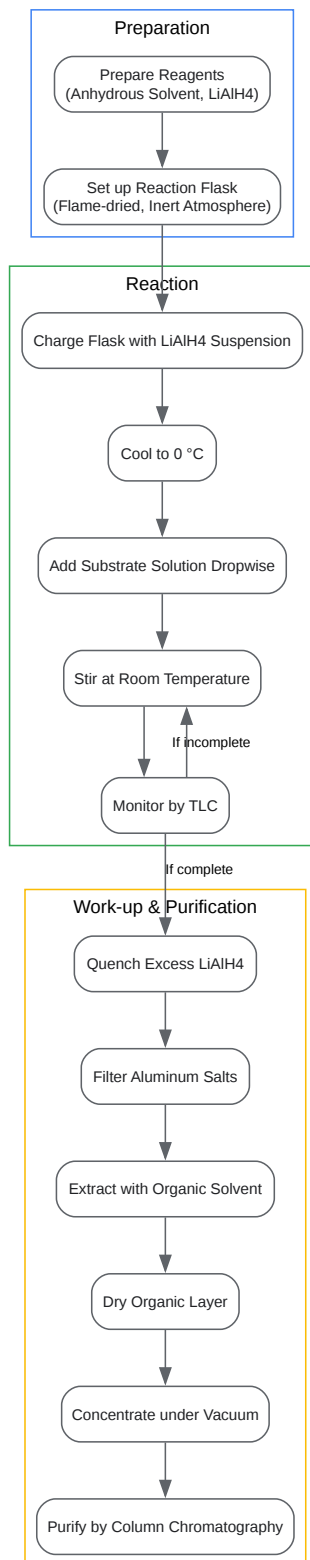 Preparation
Prepare Reagents
(Anhydrous Solvent, LiAlH4)
Set up Reaction Flask
(Flame-dried, Inert Atmosphere)
Reaction
Charge Flask with LiAlH4 Suspension
Cool to 0 °C
Add Substrate Solution Dropwise
Stir at Room Temperature
If incomplete
Monitor by TLC
If complete
Work-up & Purification
Quench Excess LiAlH4
Filter Aluminum Salts
Extract with Organic Solvent
Dry Organic Layer
Concentrate under Vacuum
Purify by Column Chromatography